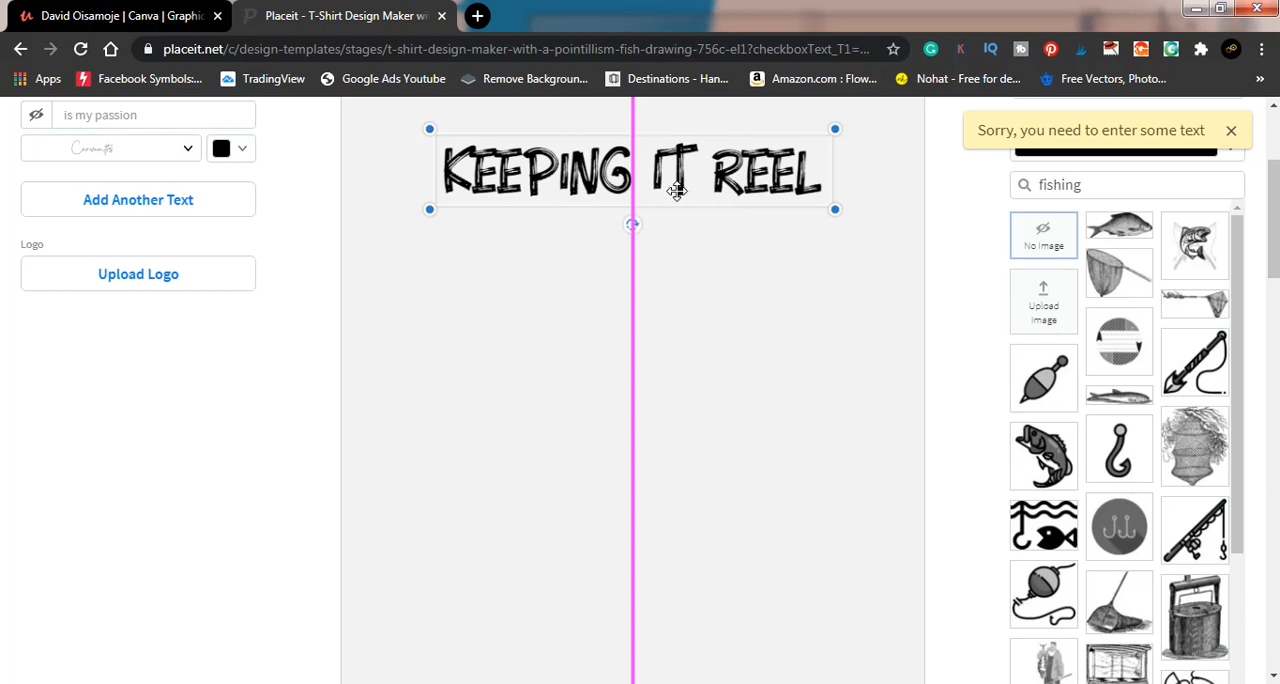 David Oisamoje | Canva | Graphic
Placeit - T-Shirt Design Maker wit
placeit.net/c/design-templates/stages/t-shirt-design-maker-with-a-pointillism-fish-drawing-756c-el1?checkboxText_T1=...
Apps
Facebook Symbols...
TradingView
Google Ads Youtube
Remove Backgroun...
Destinations - Han...
Amazon.com : Flow...
Nohat - Free for de...
Free Vectors, Photo...
»
is my passion
Add Another Text
Logo
Upload Logo
KEEPING IT REEL
Sorry, you need to enter some text
fishing
No Image
Upload
Image